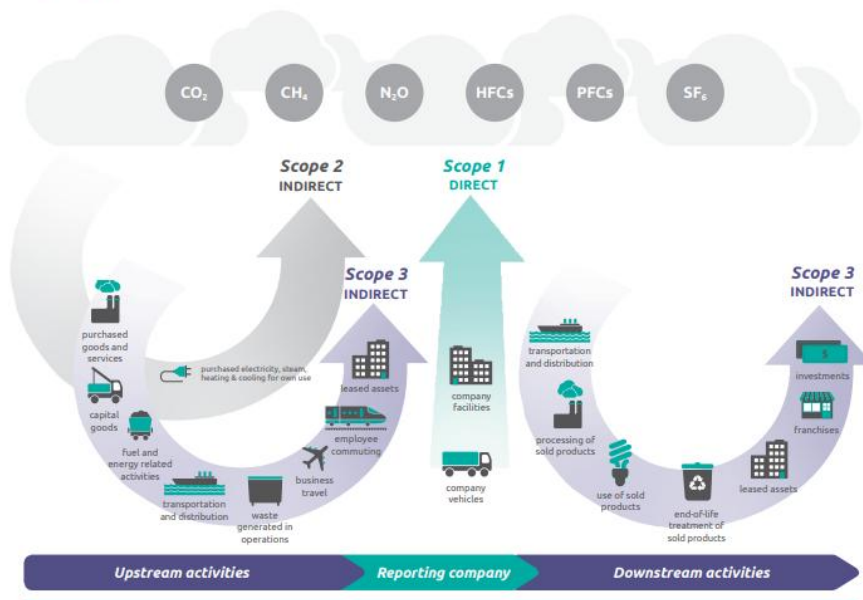 CO₂
CH₄
N₂O
HFCs
PFCs
SF₆
Scope 2
INDIRECT
Scope 1
DIRECT
Scope 3
INDIRECT
Scope 3
INDIRECT
purchased
goods and
services
capital
goods
fuel and
energy related
activities
transportation
and distribution
waste
generated in
operations
business
travel
employee
commuting
leased assets
purchased electricity, steam,
heating & cooling for own use
company
facilities
company
vehicles
transportation
and distribution
processing of
sold products
use of sold
products
end-of-life
treatment of
sold products
leased assets
franchises
$
investments
Upstream activities
Reporting company
Downstream activities